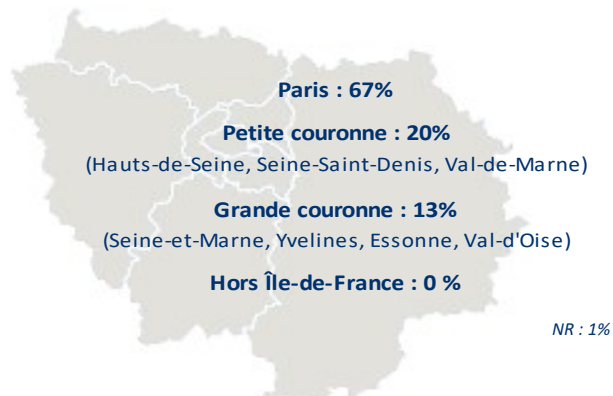 Paris : 67%
Petite couronne : 20%
(Hauts-de-Seine, Seine-Saint-Denis, Val-de-Marne)
Grande couronne : 13%
(Seine-et-Marne, Yvelines, Essonne, Val-d'Oise)
Hors Île-de-France : 0 %
NR : 1%